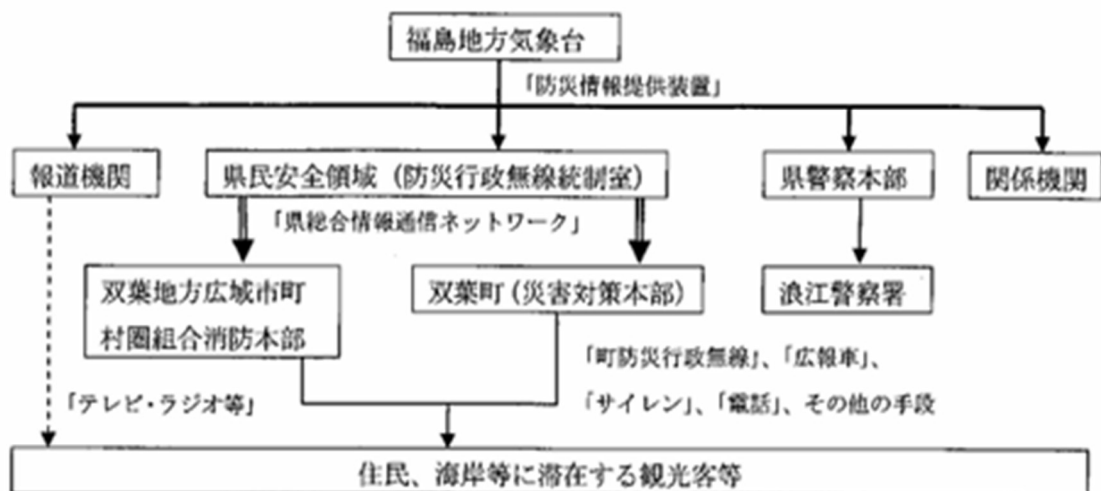 福島地方気象台
「防災情報提供装置」
報道機関
県民安全領域（防災行政無線統制室）
県警察本部
関係機関
「県総合情報通信ネットワーク」
双葉地方広域市町
村圏組合消防本部
双葉町（災害対策本部）
浪江警察署
「町防災行政無線」、「広報車」、
「テレビ・ラジオ等」
「サイレン」、「電話」、その他の手段
住民、海岸等に滞在する観光客等